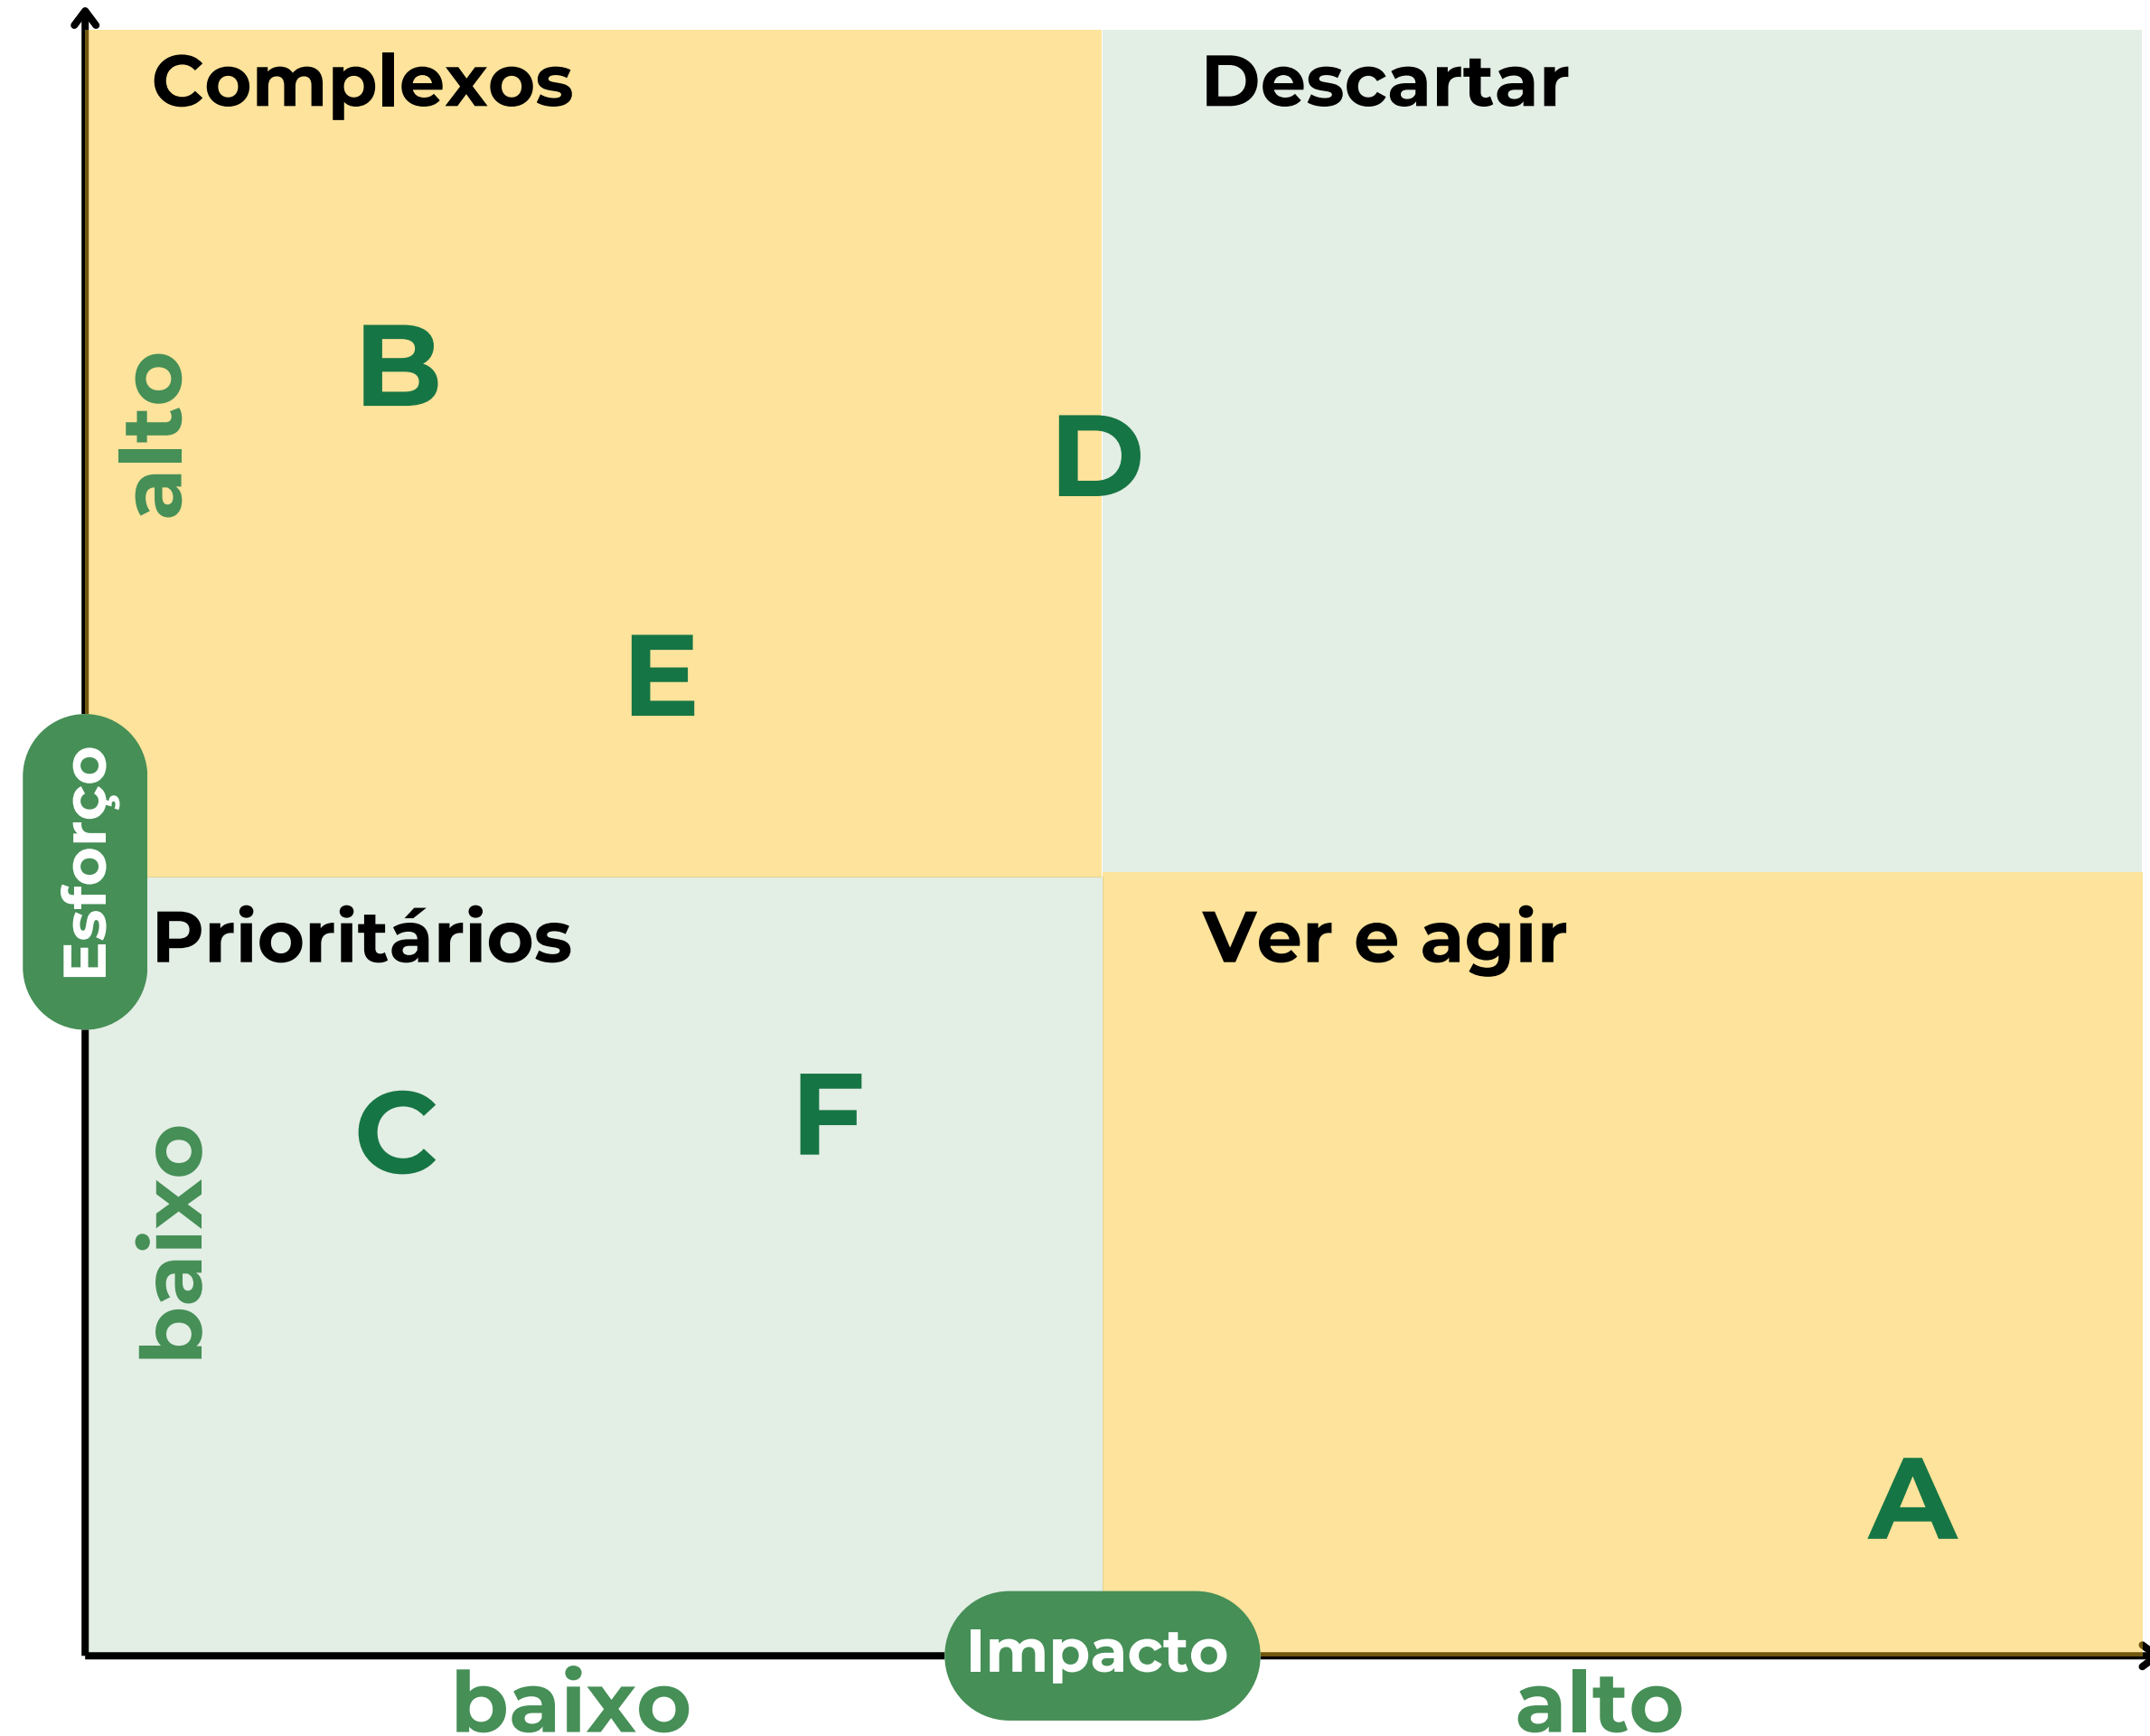 Complexos
Descartar
B
alto
D
E
Esforço
Prioritários
Ver e agir
F
C
baixo
A
Impacto
baixo
alto